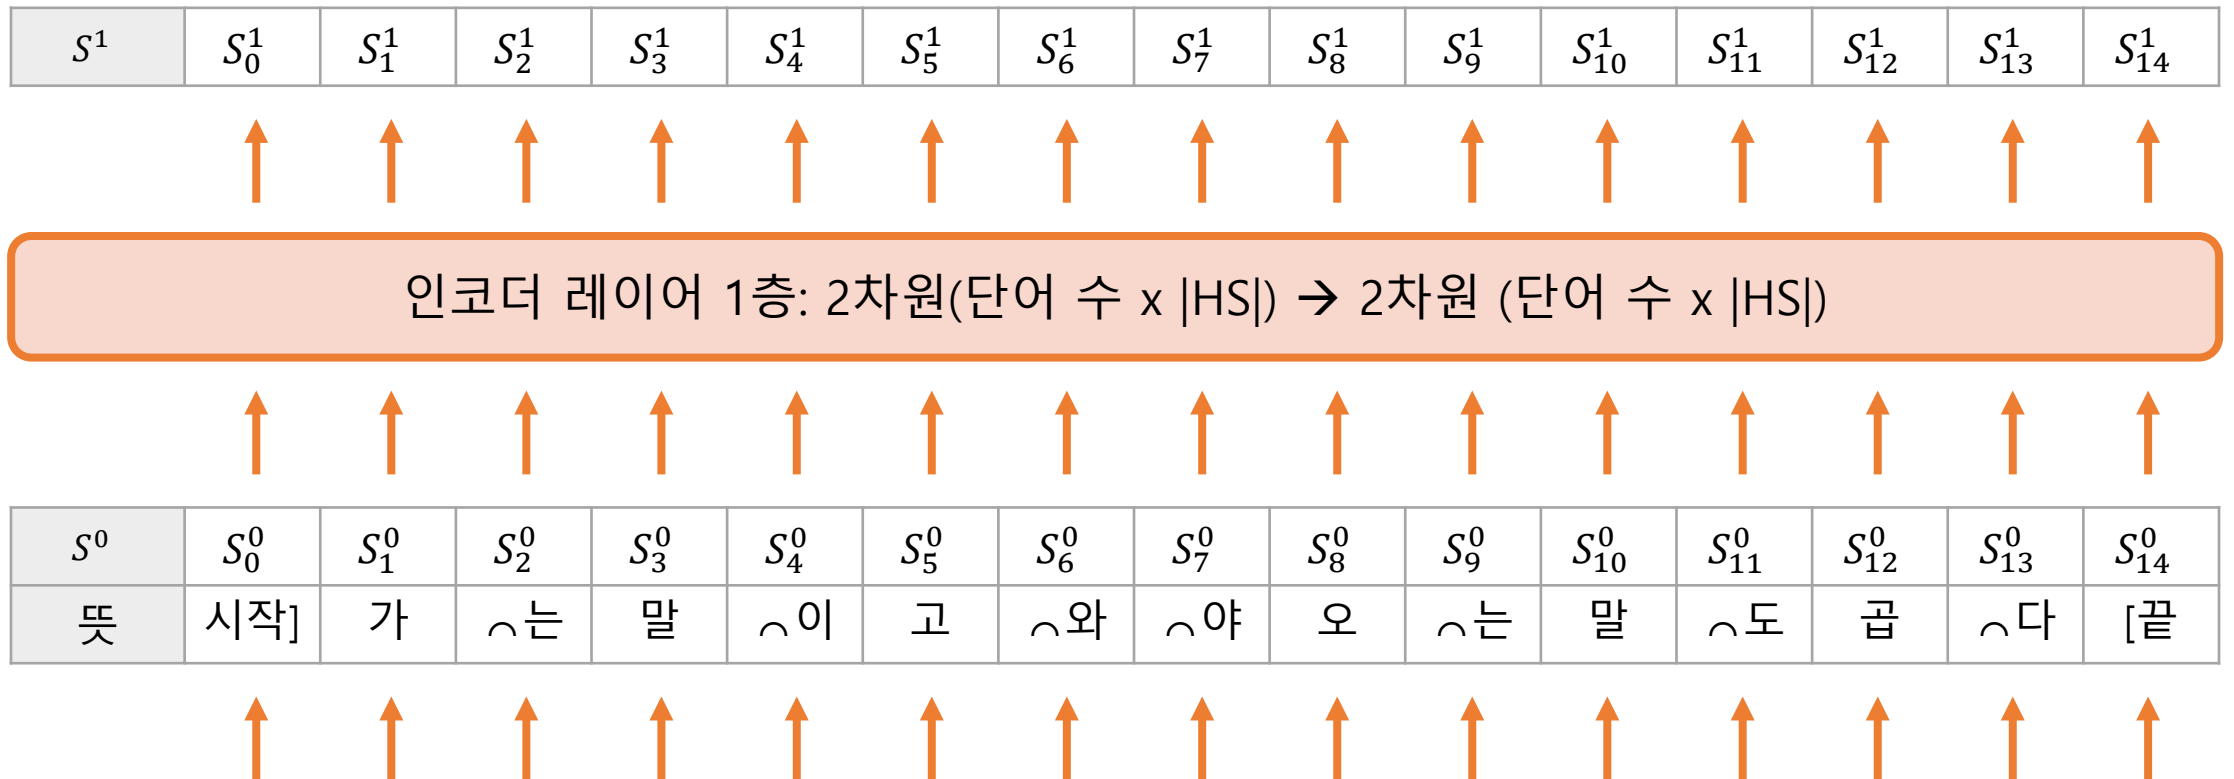 S¹ S₀¹ S₁¹ S₂¹ S₃¹ S₄¹ S₅¹ S₆¹ S₇¹ S₈¹ S₉¹ S₁₀¹ S₁₁¹ S₁₂¹ S₁₃¹ S₁₄¹
인코더 레이어 1층: 2차원(단어 수 x |HS|) → 2차원 (단어 수 x |HS|)
S⁰ S₀⁰ S₁⁰ S₂⁰ S₃⁰ S₄⁰ S₅⁰ S₆⁰ S₇⁰ S₈⁰ S₉⁰ S₁₀⁰ S₁₁⁰ S₁₂⁰ S₁₃⁰ S₁₄⁰
뜻 시작] 가 ⌒는 말 ⌒이 고 ⌒와 ⌒야 오 ⌒는 말 ⌒도 곱 ⌒다 [끝